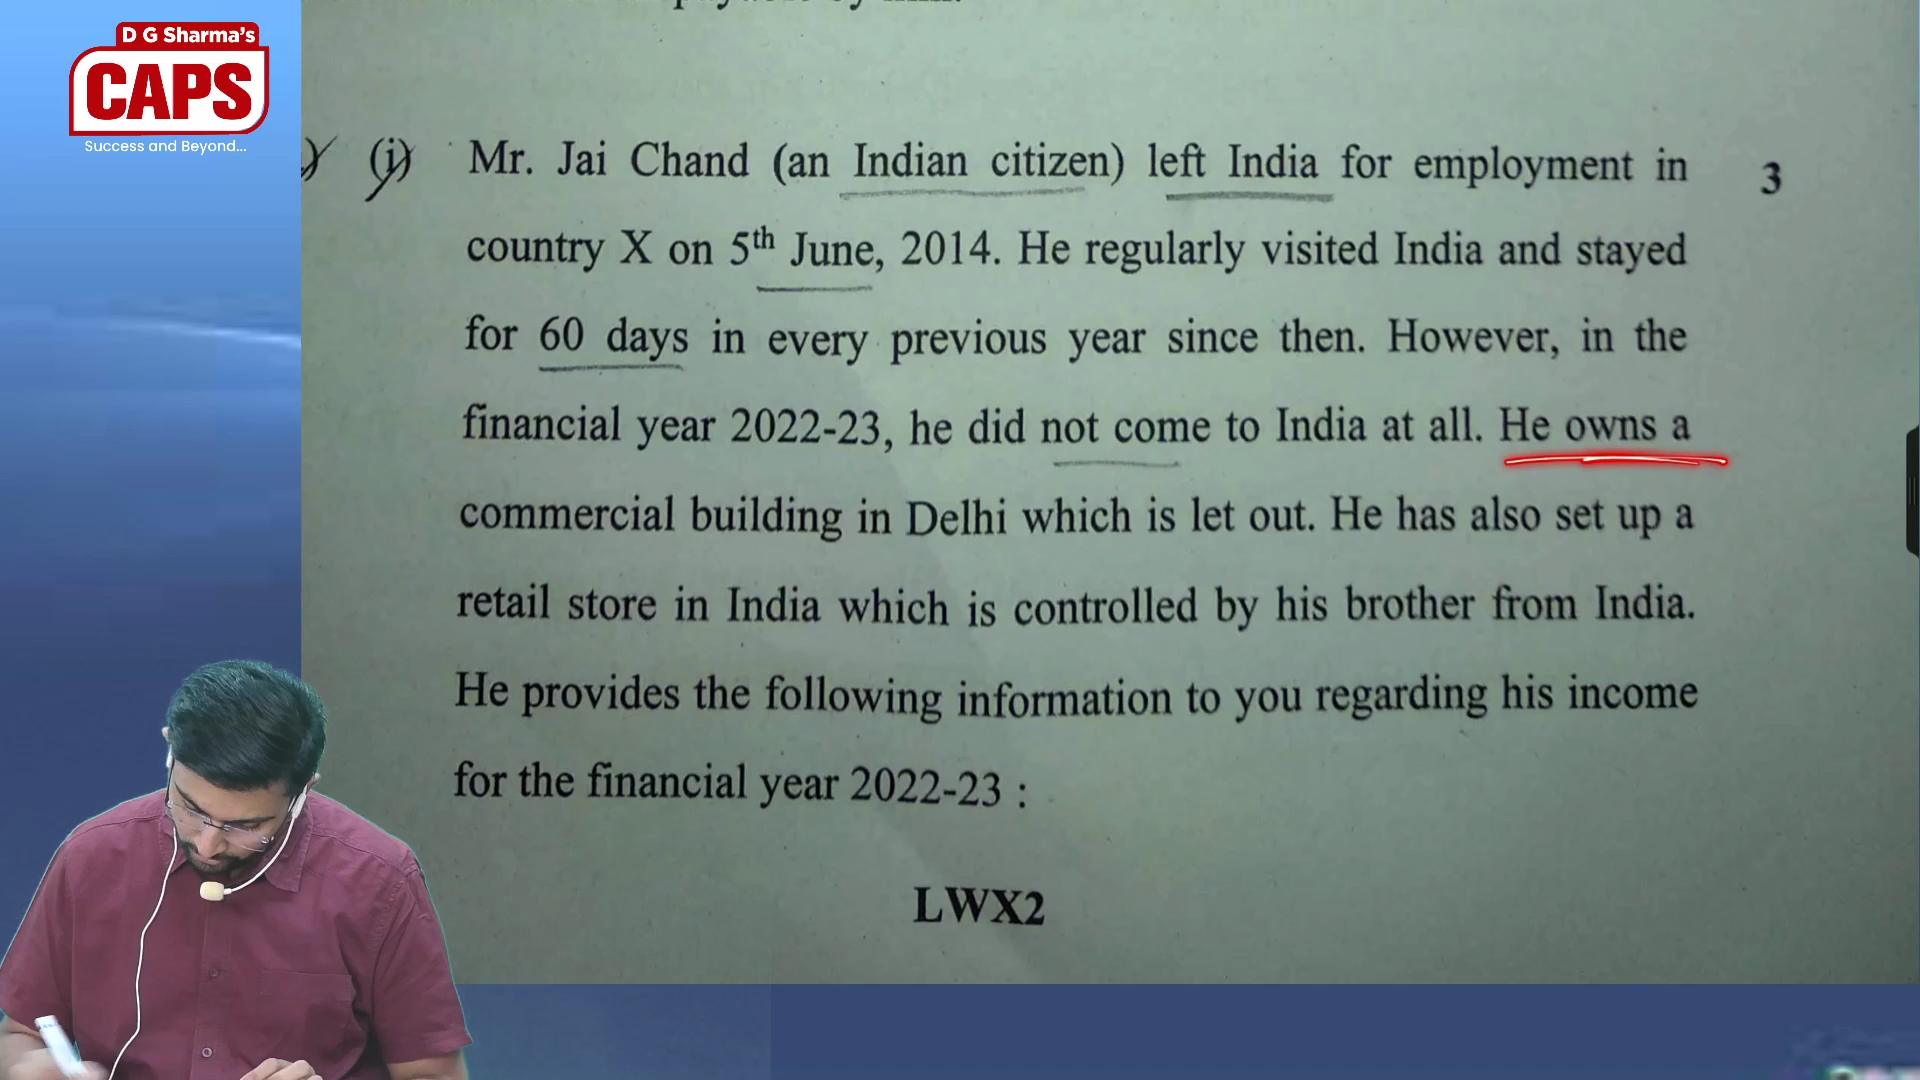 D G Sharma's
CAPS
Success and Beyond...
(i) Mr. Jai Chand (an Indian citizen) left India for employment in 3
country X on 5th June, 2014. He regularly visited India and stayed
for 60 days in every previous year since then. However, in the
financial year 2022-23, he did not come to India at all. He owns a
commercial building in Delhi which is let out. He has also set up a
retail store in India which is controlled by his brother from India.
He provides the following information to you regarding his income
for the financial year 2022-23 :
LWX2